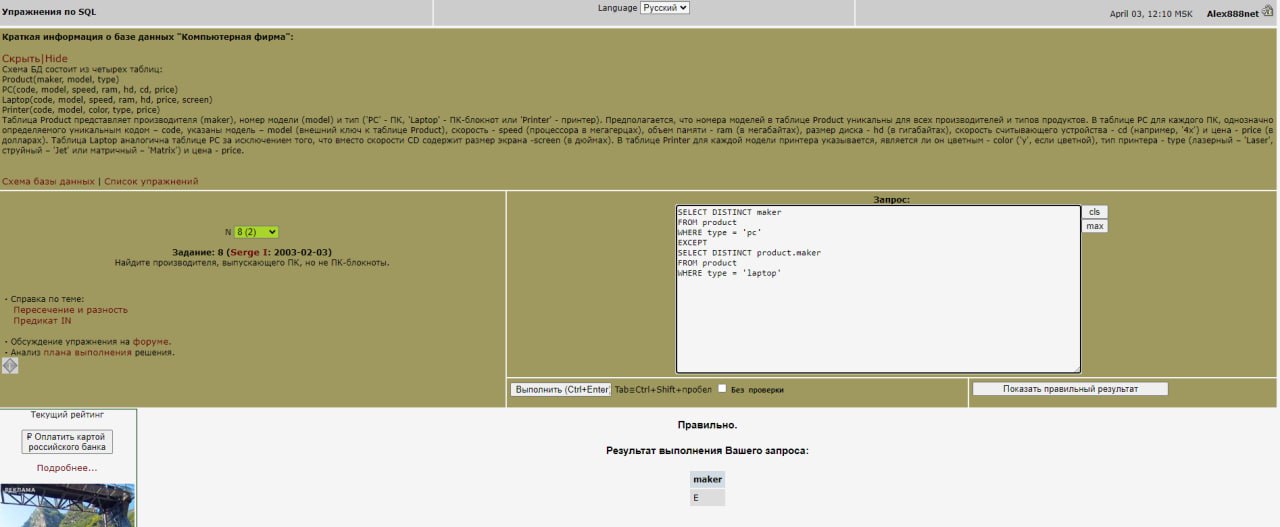 Упражнения по SQL
Language Русский
April 03, 12:10 MSK Alex888net
Краткая информация о базе данных "Компьютерная фирма":
Скрыть|Hide
Схема БД состоит из четырех таблиц:
Product(maker, model, type)
PC(code, model, speed, ram, hd, cd, price)
Laptop(code, model, speed, ram, hd, price, screen)
Printer(code, model, color, type, price)
Таблица Product представляет производителя (maker), номер модели (model) и тип ('PC' - ПК, 'Laptop' - ПК-блокнот или 'Printer' - принтер). Предполагается, что номера моделей в таблице Product уникальны для всех производителей и типов продуктов. В таблице PC для каждого ПК, однозначно
определяемого уникальным кодом – code, указаны модель – model (внешний ключ к таблице Product), скорость - speed (процессора в мегагерцах), объем памяти - ram (в мегабайтах), размер диска - hd (в гигабайтах), скорость считывающего устройства - cd (например, '4x') и цена - price (в
долларах). Таблица Laptop аналогична таблице PC за исключением того, что вместо скорости CD содержит размер экрана -screen (в дюймах). В таблице Printer для каждой модели принтера указывается, является ли он цветным - color ('y', если цветной), тип принтера - type (лазерный – 'Laser',
струйный – 'Jet' или матричный – 'Matrix') и цена - price.
Схема базы данных | Список упражнений
N 8 (2)
Задание: 8 (Serge I: 2003-02-03)
Найдите производителя, выпускающего ПК, но не ПК-блокноты.
· Справка по теме:
Пересечение и разность
Предикат IN
· Обсуждение упражнения на форуме.
· Анализ плана выполнения решения.
Запрос:
SELECT DISTINCT maker
FROM product
WHERE type = 'pc'
EXCEPT
SELECT DISTINCT product.maker
FROM product
WHERE type = 'laptop'
cls
max
Выполнить (Ctrl+Enter) Tab≡Ctrl+Shift+пробел Без проверки
Показать правильный результат
Текущий рейтинг
₽ Оплатить картой
российского банка
Подробнее...
РЕКЛАМА
Правильно.
Результат выполнения Вашего запроса:
maker
E